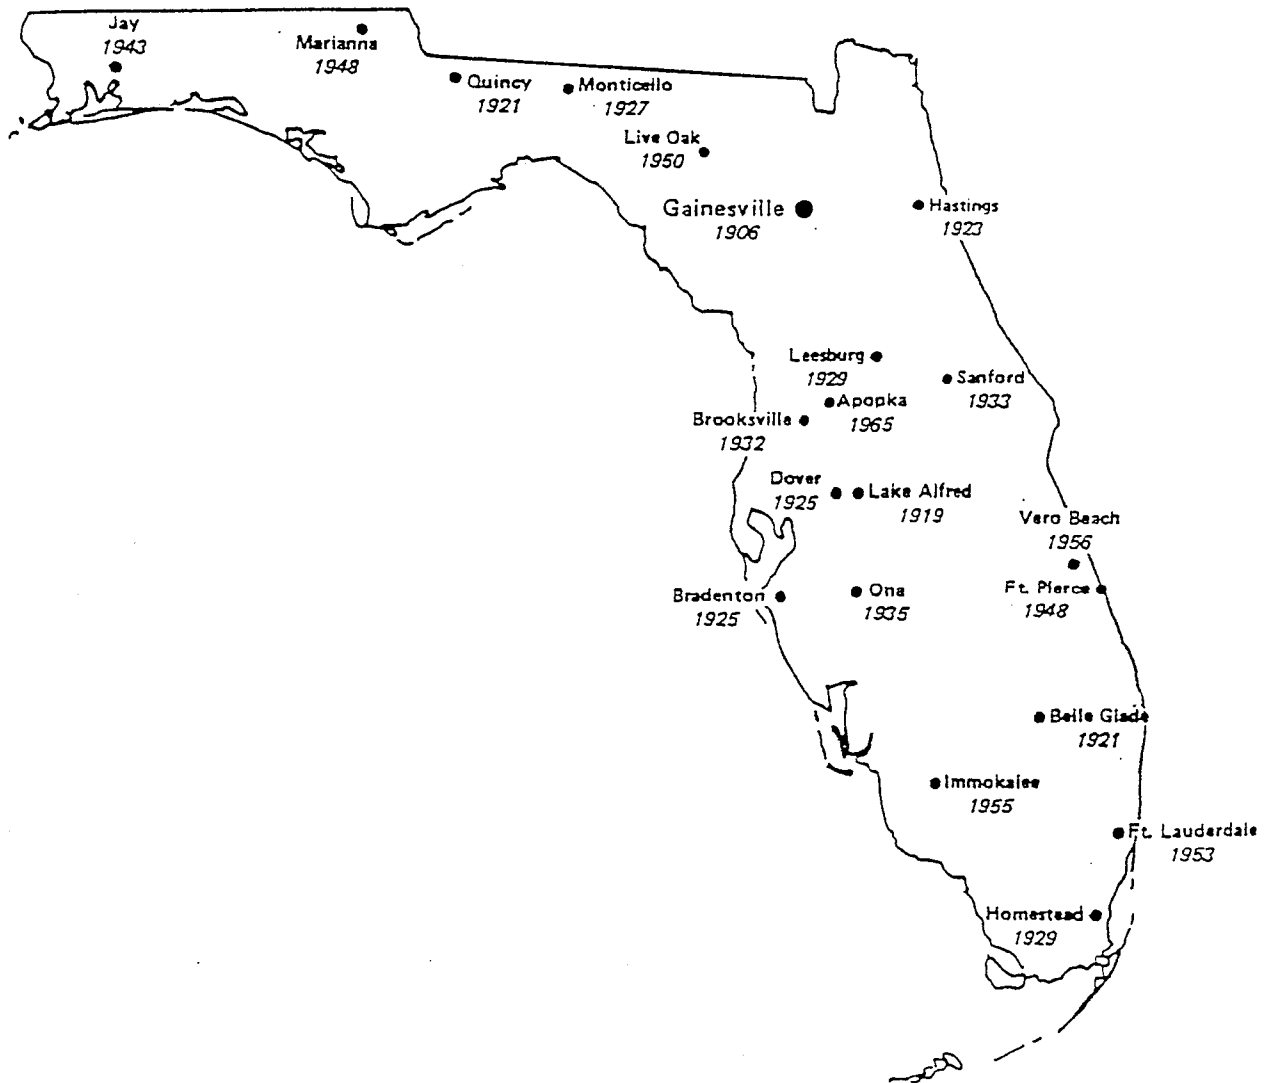 Jay
1943
Marianna
1948
Quincy
1921
Monticello
1927
Live Oak
1950
Gainesville
1906
Hastings
1923
Leesburg
1929
Sanford
1933
Apopka
1965
Brooksville
1932
Dover
1925
Lake Alfred
1919
Vero Beach
1956
Bradenton
1925
Ona
1935
Ft. Pierce
1948
Belle Glade
1921
Immokalee
1955
Ft. Lauderdale
1953
Homestead
1929